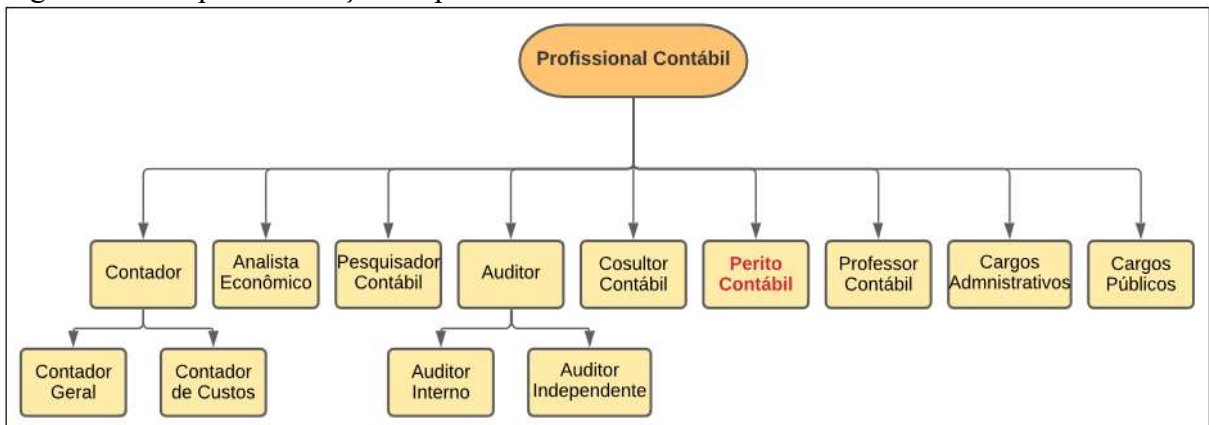 Profissional Contábil
Contador
Analista
Econômico
Pesquisador
Contábil
Auditor
Cosultor
Contábil
Perito
Contábil
Professor
Contábil
Cargos
Admnistrativos
Cargos
Públicos
Contador
Geral
Contador
de Custos
Auditor
Interno
Auditor
Independente